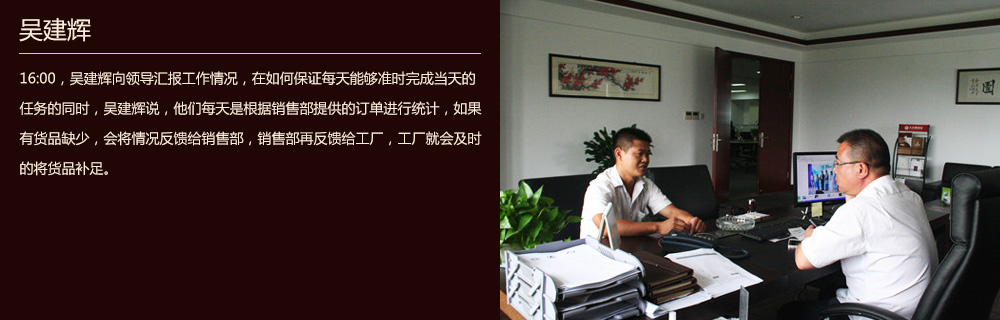 吴建辉
16:00，吴建辉向领导汇报工作情况，在如何保证每天能够准时完成当天的
任务的同时，吴建辉说，他们每天是根据销售部提供的订单进行统计，如果
有货品缺少，会将情况反馈给销售部，销售部再反馈给工厂，工厂就会及时
的将货品补足。